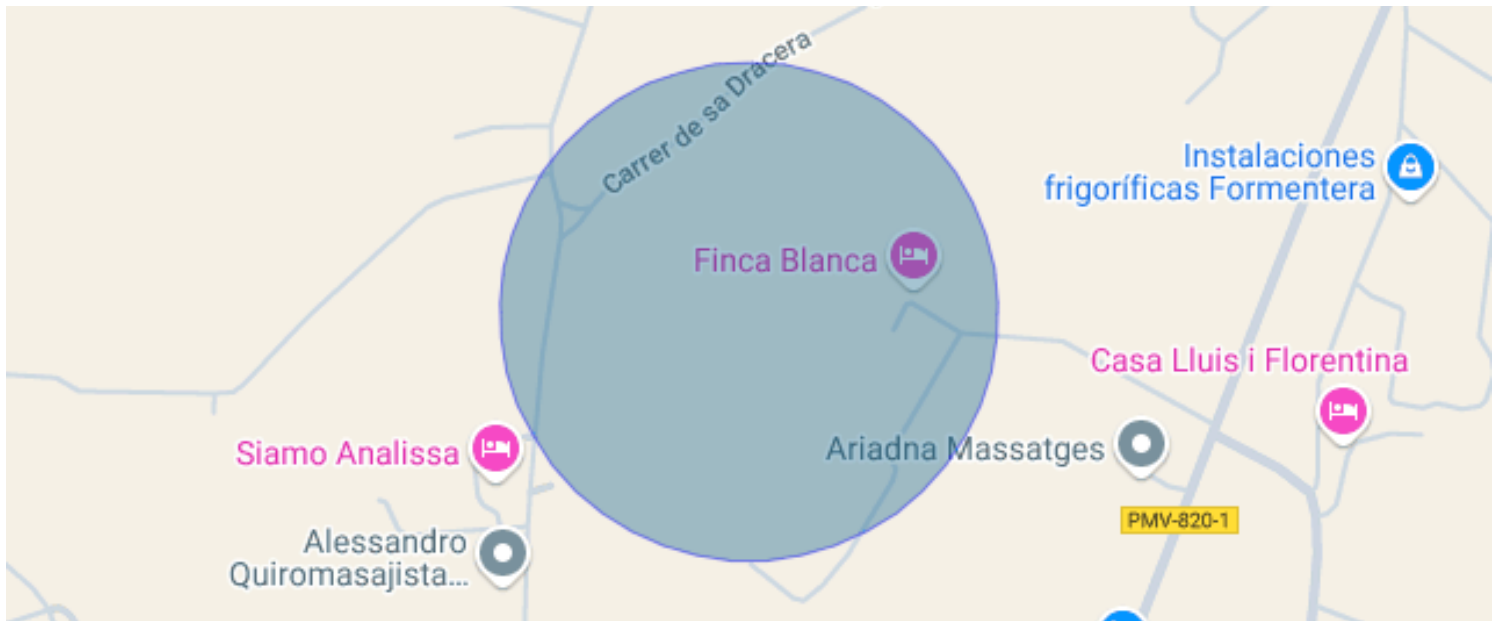 Carrer de sa Dracera
Instalaciones
frigoríficas Formentera
Finca Blanca
Casa Lluis i Florentina
Siamo Analissa
Ariadna Massatges
PMV-820-1
Alessandro
Quiromasajista...